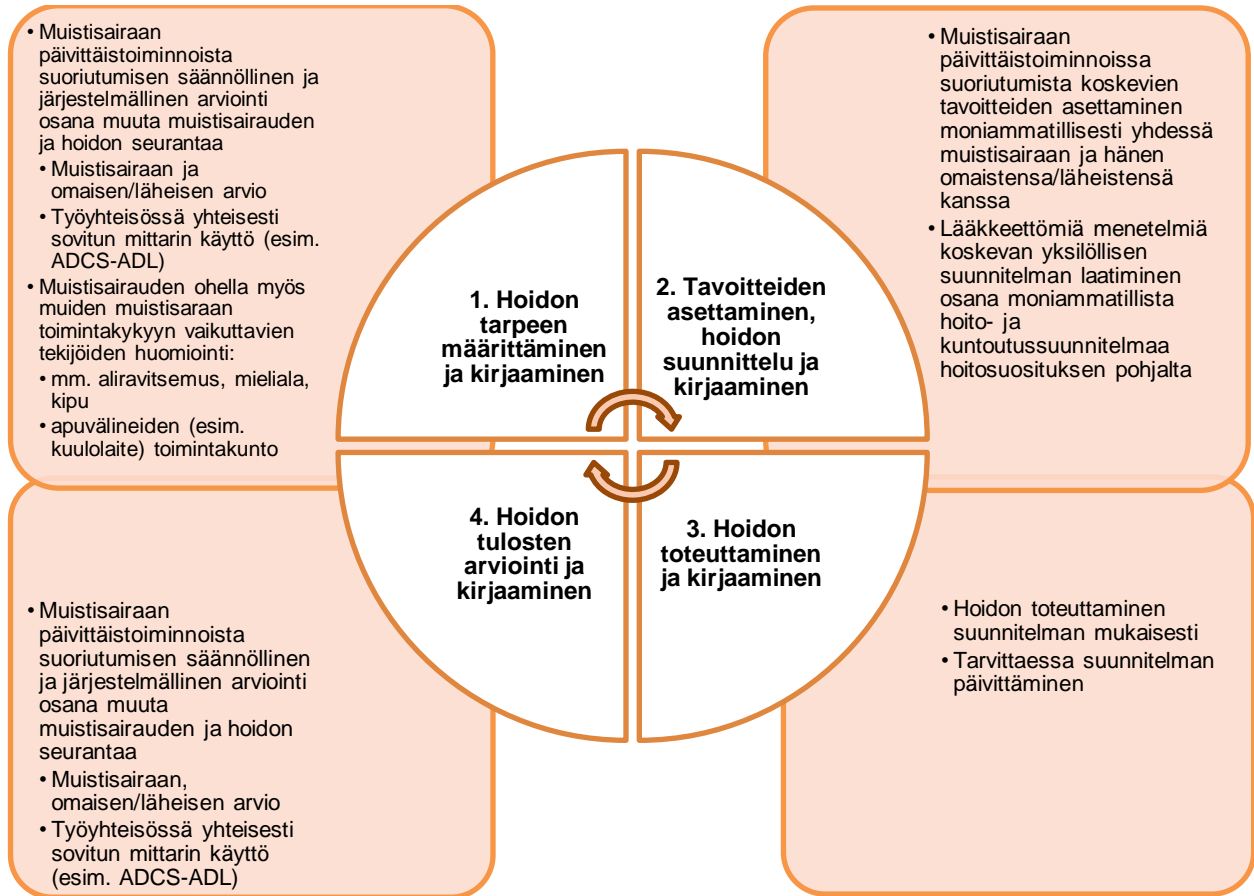 • Muistisairaan
päivittäistoiminnoista
suoriutumisen säännöllinen ja
järjestelmällinen arviointi
osana muuta muistisairauden
ja hoidon seurantaa
• Muistisairaan ja
omaisen/läheisen arvio
• Työyhteisössä yhteisesti
sovitun mittarin käyttö (esim.
ADCS-ADL)
• Muistisairauden ohella myös
muiden muistisaraan
toimintakykyyn vaikuttavien
tekijöiden huomiointi:
• mm. aliravitsemus, mieliala,
kipu
• apuvälineiden (esim.
kuulolaite) toimintakunto
1. Hoidon
tarpeen
määrittäminen
ja kirjaaminen
2. Tavoitteiden
asettaminen,
hoidon
suunnittelu ja
kirjaaminen
• Muistisairaan
päivittäistoiminnoissa
suoriutumista koskevien
tavoitteiden asettaminen
moniammatillisesti yhdessä
muistisairaan ja hänen
omaistensa/läheistensä
kanssa
• Lääkkeettömiä menetelmiä
koskevan yksilöllisen
suunnitelman laatiminen
osana moniammatillista
hoito- ja
kuntoutussuunnitelmaa
hoitosuosituksen pohjalta
4. Hoidon
tulosten
arviointi ja
kirjaaminen
3. Hoidon
toteuttaminen
ja kirjaaminen
• Muistisairaan
päivittäistoiminnoista
suoriutumisen säännöllinen
ja järjestelmällinen arviointi
osana muuta
muistisairauden ja hoidon
seurantaa
• Muistisairaan,
omaisen/läheisen arvio
• Työyhteisössä yhteisesti
sovitun mittarin käyttö
(esim. ADCS-ADL)
• Hoidon toteuttaminen
suunnitelman mukaisesti
• Tarvittaessa suunnitelman
päivittäminen